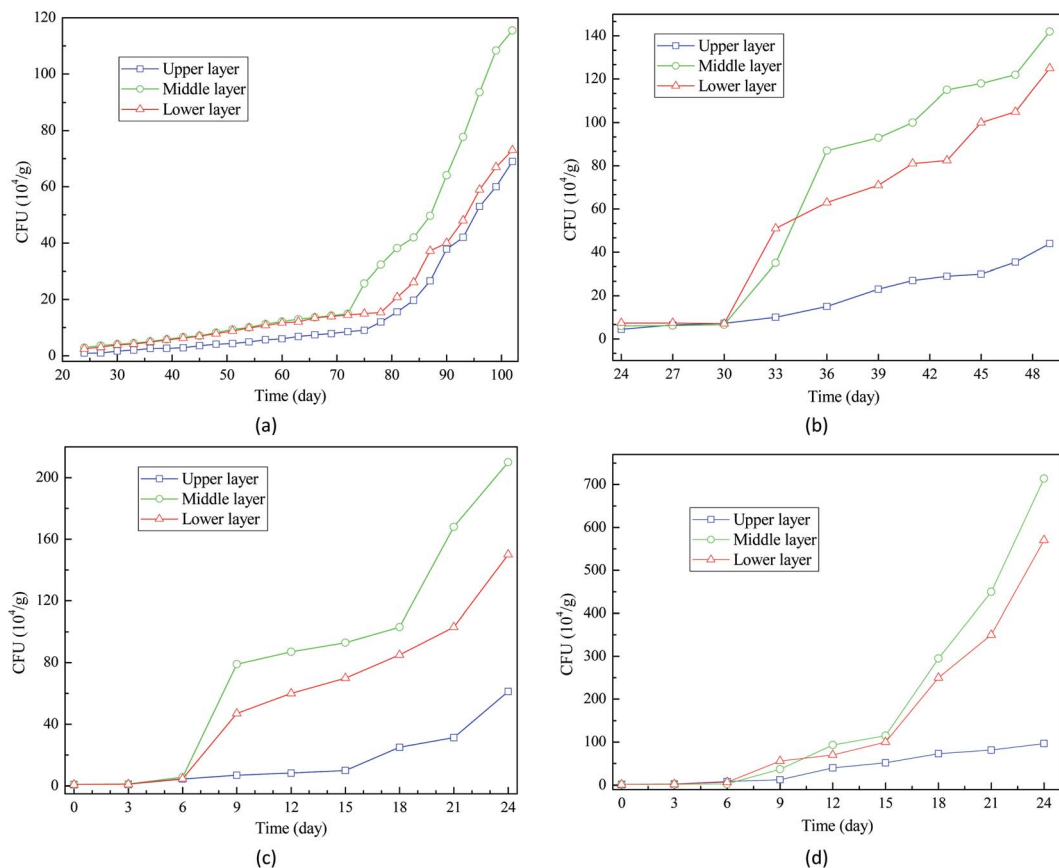 120
100
80
60
40
20
0
CFU (10⁴/g)
Upper layer
Middle layer
Lower layer
20 30 40 50 60 70 80 90 100
Time (day)
(a)
140
120
100
80
60
40
20
0
CFU (10⁴/g)
Upper layer
Middle layer
Lower layer
24 27 30 33 36 39 42 45 48
Time (day)
(b)
200
160
120
80
40
0
CFU (10⁴/g)
Upper layer
Middle layer
Lower layer
0 3 6 9 12 15 18 21 24
Time (day)
(c)
700
600
500
400
300
200
100
0
CFU (10⁴/g)
Upper layer
Middle layer
Lower layer
0 3 6 9 12 15 18 21 24
Time (day)
(d)